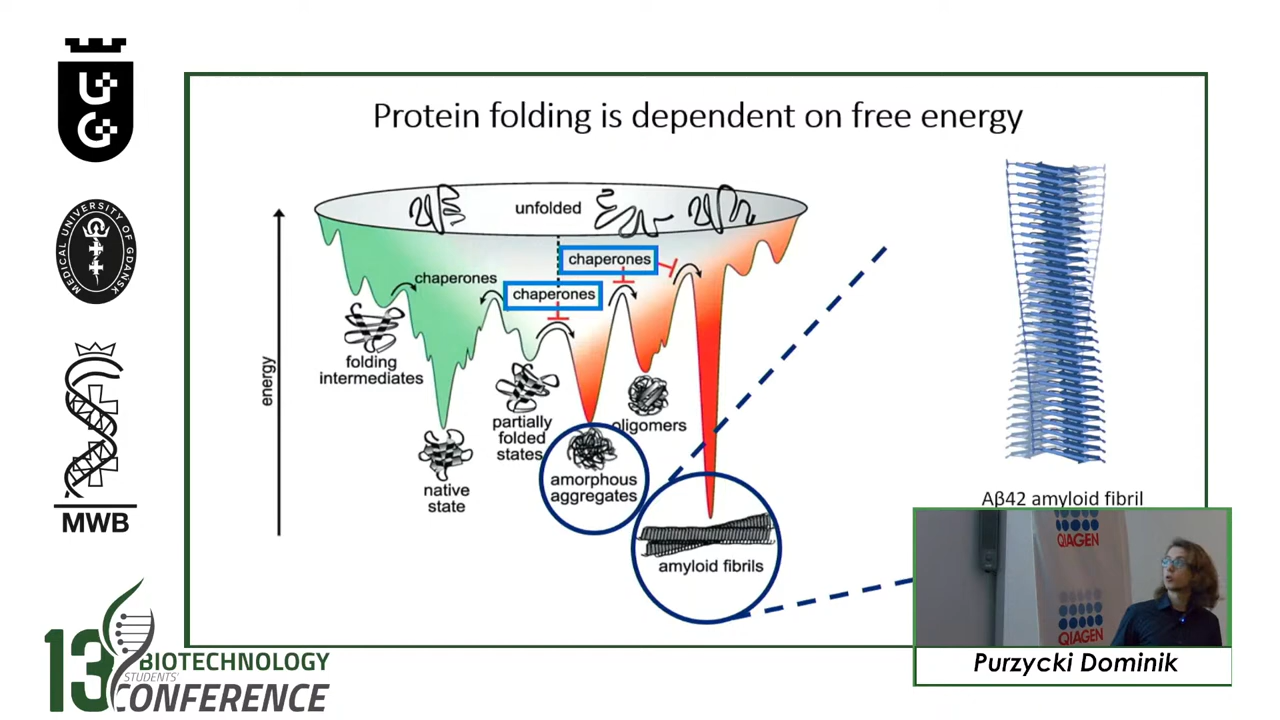 UG
MEDICAL UNIVERSITY OF GDAŃSK
MWB
13
BIOTECHNOLOGY
STUDENTS'
CONFERENCE
Protein folding is dependent on free energy
energy
unfolded
chaperones
chaperones
chaperones
folding
intermediates
partially
folded
states
oligomers
native
state
amorphous
aggregates
amyloid fibrils
Aβ42 amyloid fibril
QIAGEN
QIAGEN
Purzycki Dominik